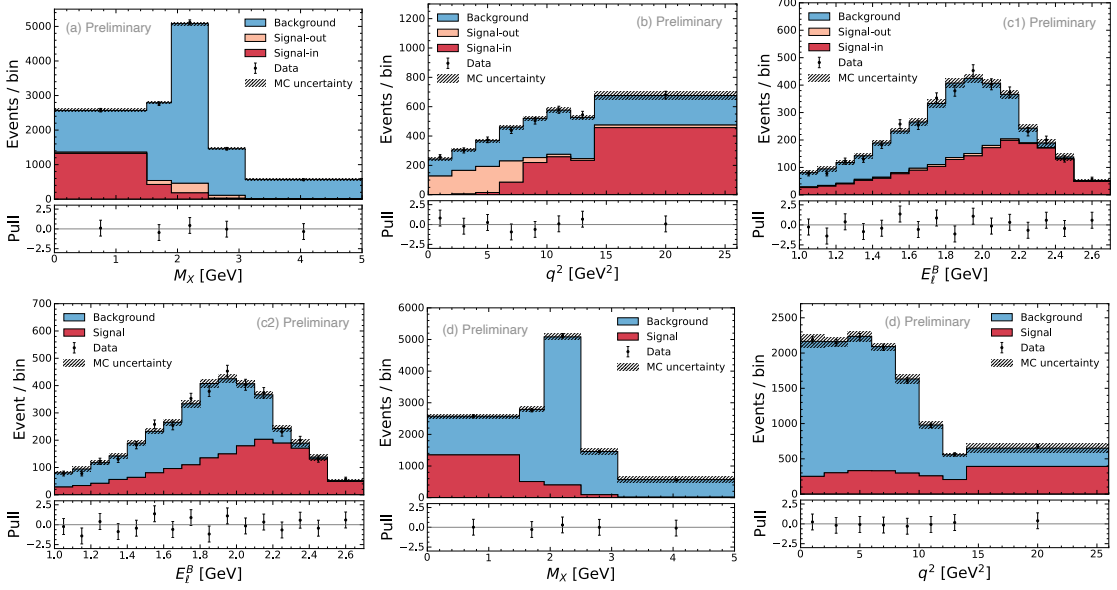 (a) Preliminary
Background
Signal-out
Signal-in
Data
MC uncertainty
Events / bin
5000
4000
3000
2000
1000
0
Pull
2.5
0.0
−2.5
0 1 2 3 4 5
M_X [GeV]
(b) Preliminary
Background
Signal-out
Signal-in
Data
MC uncertainty
Events / bin
1200
1000
800
600
400
200
0
Pull
2.5
0.0
−2.5
0 5 10 15 20 25
q² [GeV²]
(c1) Preliminary
Background
Signal-out
Signal-in
Data
MC uncertainty
Events / bin
700
600
500
400
300
200
100
0
Pull
2.5
0.0
−2.5
1.0 1.2 1.4 1.6 1.8 2.0 2.2 2.4 2.6
E_ℓ^B [GeV]
(c2) Preliminary
Background
Signal
Data
MC uncertainty
Event / bin
700
600
500
400
300
200
100
0
Pull
2.5
0.0
−2.5
1.0 1.2 1.4 1.6 1.8 2.0 2.2 2.4 2.6
E_ℓ^B [GeV]
(d) Preliminary
Background
Signal
Data
MC uncertainty
Events / bin
6000
5000
4000
3000
2000
1000
0
Pull
2.5
0.0
−2.5
0 1 2 3 4 5
M_X [GeV]
(d) Preliminary
Background
Signal
Data
MC uncertainty
Events / bin
2500
2000
1500
1000
500
0
Pull
2.5
0.0
−2.5
0 5 10 15 20 25
q² [GeV²]